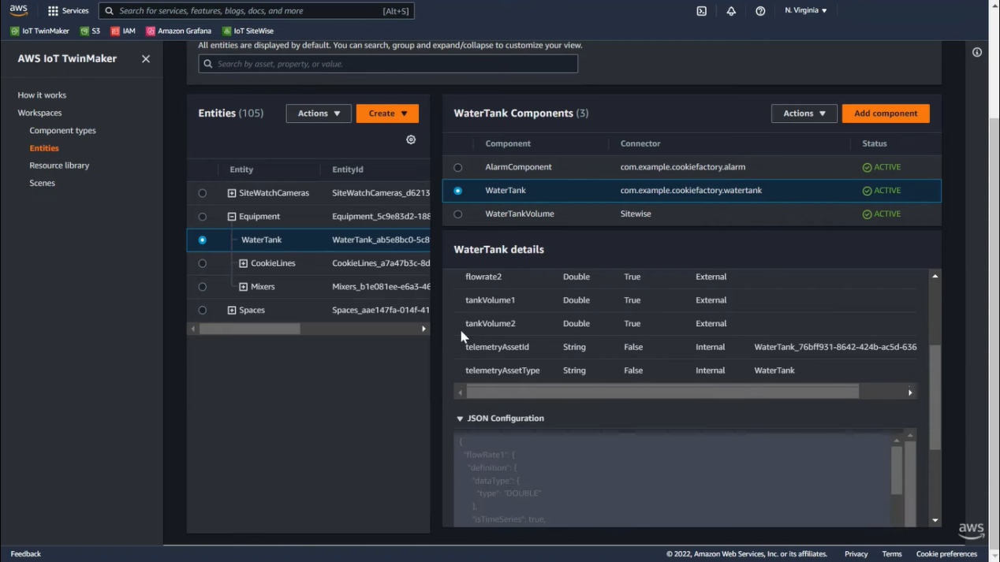 aws Services Search for services, features, blogs, docs, and more [Alt+S] N. Virginia
IoT TwinMaker S3 IAM Amazon Grafana IoT SiteWise
AWS IoT TwinMaker
How it works
Workspaces
Component types
Entities
Resource library
Scenes
All entities are displayed by default. You can search, group and expand/collapse to customize your view.
Search by asset, property, or value.
Entities (105) Actions Create
Entity EntityId
SiteWatchCameras SiteWatchCameras_d6213
Equipment Equipment_5c9e83d2-188
WaterTank WaterTank_ab5e8bc0-5c8
CookieLines CookieLines_a7a47b3c-8d
Mixers Mixers_b1e081ee-e6a3-46
Spaces Spaces_aae147fa-014f-41
WaterTank Components (3) Actions Add component
Component Connector Status
AlarmComponent com.example.cookiefactory.alarm ACTIVE
WaterTank com.example.cookiefactory.watertank ACTIVE
WaterTankVolume Sitewise ACTIVE
WaterTank details
flowrate2 Double True External
tankVolume1 Double True External
tankVolume2 Double True External
telemetryAssetId String False Internal WaterTank_76bff931-8642-424b-ac5d-636
telemetryAssetType String False Internal WaterTank
JSON Configuration
{
"flowRate1": {
"definition": {
"dataType": {
"type": "DOUBLE"
},
"isTimeSeries": true,
aws
Feedback © 2022, Amazon Web Services, Inc. or its affiliates. Privacy Terms Cookie preferences